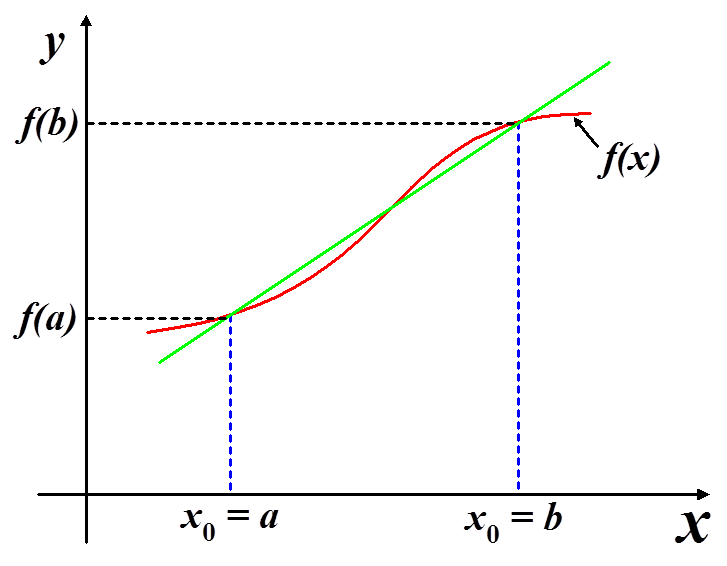 y
f(b)
f(x)
f(a)
x₀ = a
x₀ = b
x